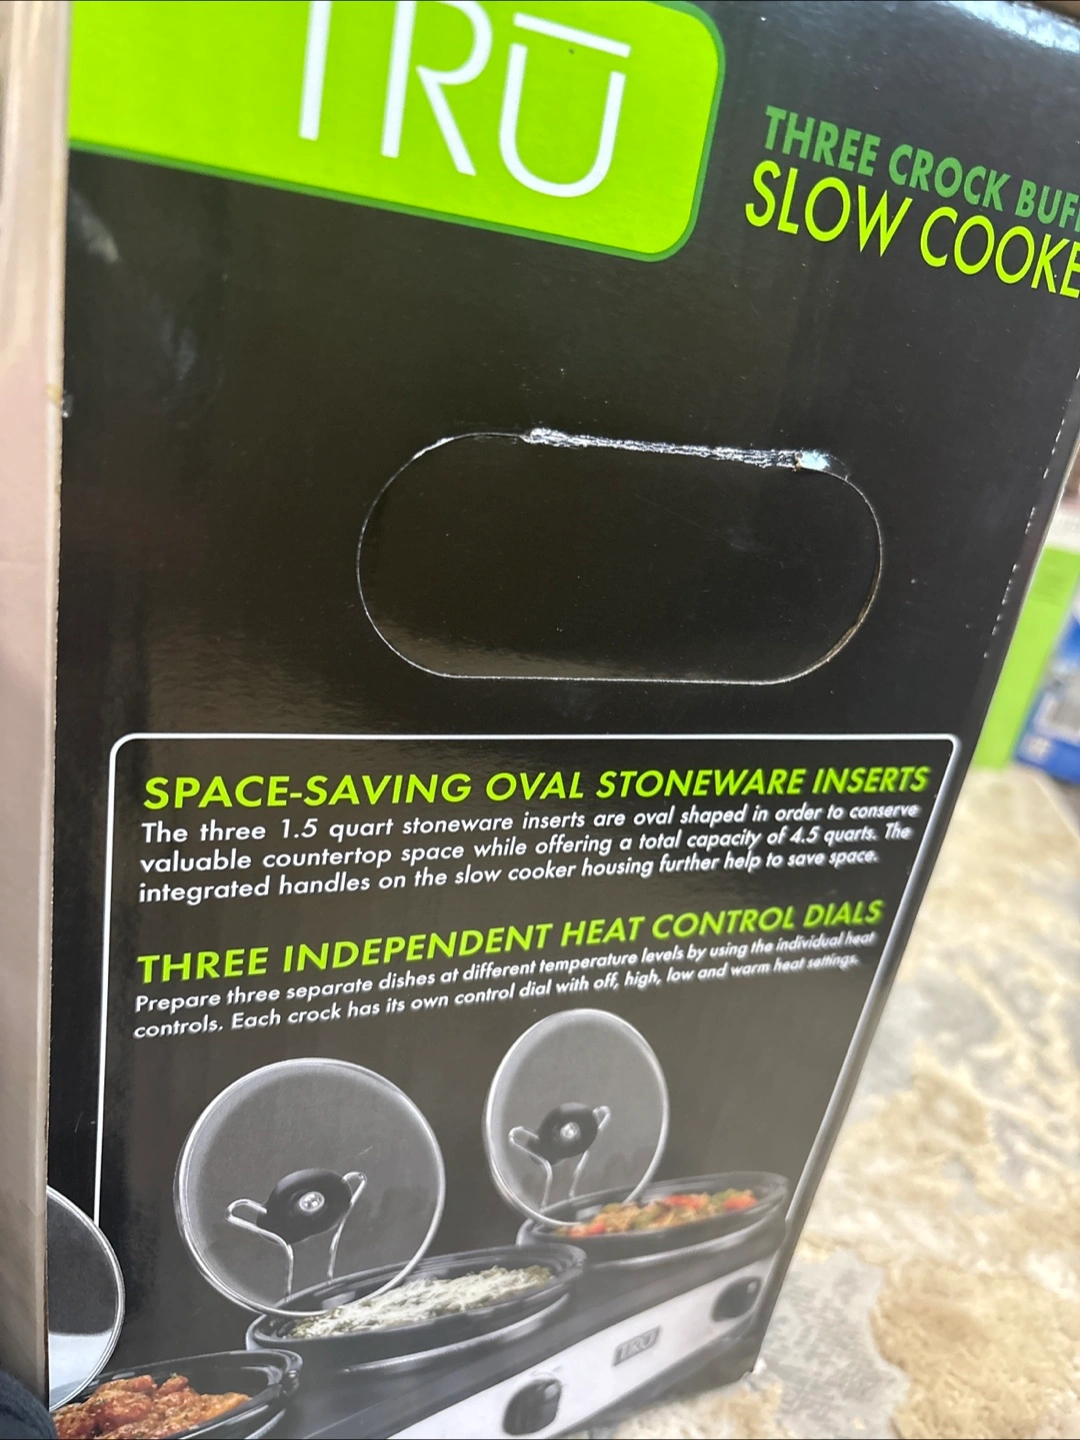 TRŪ
THREE CROCK BUF
SLOW COOKE
SPACE-SAVING OVAL STONEWARE INSERTS
The three 1.5 quart stoneware inserts are oval shaped in order to conserve
valuable countertop space while offering a total capacity of 4.5 quarts. The
integrated handles on the slow cooker housing further help to save space.
THREE INDEPENDENT HEAT CONTROL DIALS
Prepare three separate dishes at different temperature levels by using the individual heat
controls. Each crock has its own control dial with off, high, low and warm heat settings.
TRŪ